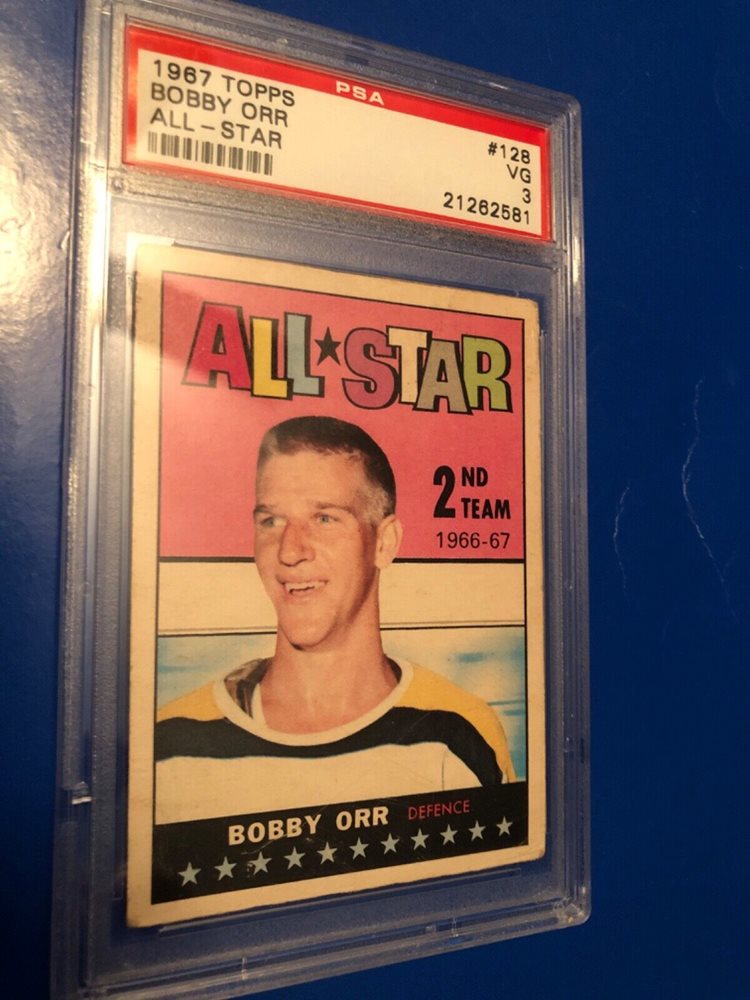 1967 TOPPS
BOBBY ORR
ALL-STAR
PSA
#128
VG
3
21262581
ALL★STAR
2ND
TEAM
1966-67
BOBBY ORR DEFENCE